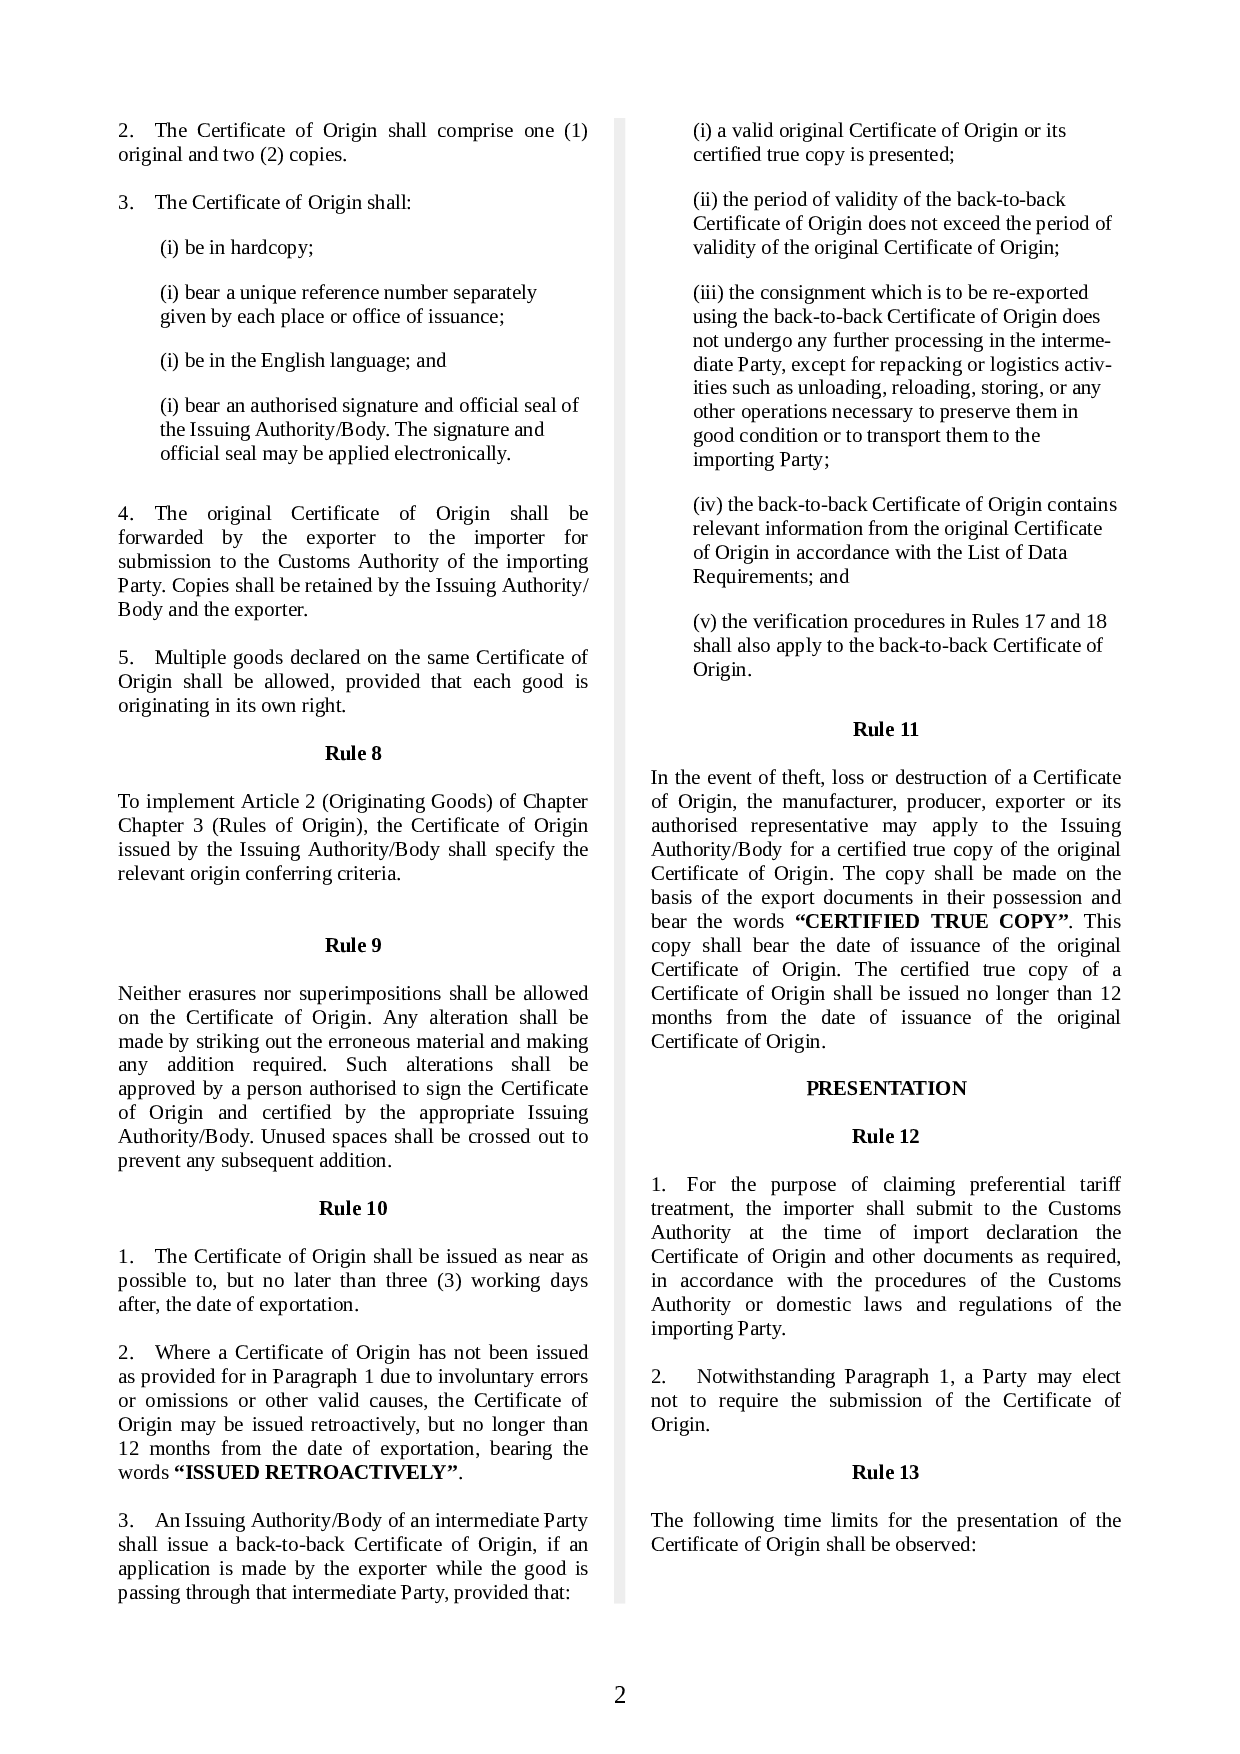 2. The Certificate of Origin shall comprise one (1)
original and two (2) copies.
3. The Certificate of Origin shall:
(i) be in hardcopy;
(i) bear a unique reference number separately
given by each place or office of issuance;
(i) be in the English language; and
(i) bear an authorised signature and official seal of
the Issuing Authority/Body. The signature and
official seal may be applied electronically.
4. The original Certificate of Origin shall be
forwarded by the exporter to the importer for
submission to the Customs Authority of the importing
Party. Copies shall be retained by the Issuing Authority/
Body and the exporter.
5. Multiple goods declared on the same Certificate of
Origin shall be allowed, provided that each good is
originating in its own right.
Rule 8
To implement Article 2 (Originating Goods) of Chapter
Chapter 3 (Rules of Origin), the Certificate of Origin
issued by the Issuing Authority/Body shall specify the
relevant origin conferring criteria.
Rule 9
Neither erasures nor superimpositions shall be allowed
on the Certificate of Origin. Any alteration shall be
made by striking out the erroneous material and making
any addition required. Such alterations shall be
approved by a person authorised to sign the Certificate
of Origin and certified by the appropriate Issuing
Authority/Body. Unused spaces shall be crossed out to
prevent any subsequent addition.
Rule 10
1. The Certificate of Origin shall be issued as near as
possible to, but no later than three (3) working days
after, the date of exportation.
2. Where a Certificate of Origin has not been issued
as provided for in Paragraph 1 due to involuntary errors
or omissions or other valid causes, the Certificate of
Origin may be issued retroactively, but no longer than
12 months from the date of exportation, bearing the
words “ISSUED RETROACTIVELY”.
3. An Issuing Authority/Body of an intermediate Party
shall issue a back-to-back Certificate of Origin, if an
application is made by the exporter while the good is
passing through that intermediate Party, provided that:
(i) a valid original Certificate of Origin or its
certified true copy is presented;
(ii) the period of validity of the back-to-back
Certificate of Origin does not exceed the period of
validity of the original Certificate of Origin;
(iii) the consignment which is to be re-exported
using the back-to-back Certificate of Origin does
not undergo any further processing in the interme-
diate Party, except for repacking or logistics activ-
ities such as unloading, reloading, storing, or any
other operations necessary to preserve them in
good condition or to transport them to the
importing Party;
(iv) the back-to-back Certificate of Origin contains
relevant information from the original Certificate
of Origin in accordance with the List of Data
Requirements; and
(v) the verification procedures in Rules 17 and 18
shall also apply to the back-to-back Certificate of
Origin.
Rule 11
In the event of theft, loss or destruction of a Certificate
of Origin, the manufacturer, producer, exporter or its
authorised representative may apply to the Issuing
Authority/Body for a certified true copy of the original
Certificate of Origin. The copy shall be made on the
basis of the export documents in their possession and
bear the words “CERTIFIED TRUE COPY”. This
copy shall bear the date of issuance of the original
Certificate of Origin. The certified true copy of a
Certificate of Origin shall be issued no longer than 12
months from the date of issuance of the original
Certificate of Origin.
PRESENTATION
Rule 12
1. For the purpose of claiming preferential tariff
treatment, the importer shall submit to the Customs
Authority at the time of import declaration the
Certificate of Origin and other documents as required,
in accordance with the procedures of the Customs
Authority or domestic laws and regulations of the
importing Party.
2. Notwithstanding Paragraph 1, a Party may elect
not to require the submission of the Certificate of
Origin.
Rule 13
The following time limits for the presentation of the
Certificate of Origin shall be observed:
2